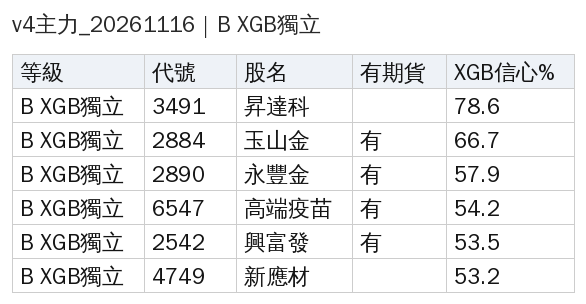 v4主力_20261116｜B XGB獨立
等級 代號 股名 有期貨 XGB信心%
B XGB獨立 3491 昇達科 78.6
B XGB獨立 2884 玉山金 有 66.7
B XGB獨立 2890 永豐金 有 57.9
B XGB獨立 6547 高端疫苗 有 54.2
B XGB獨立 2542 興富發 有 53.5
B XGB獨立 4749 新應材 53.2